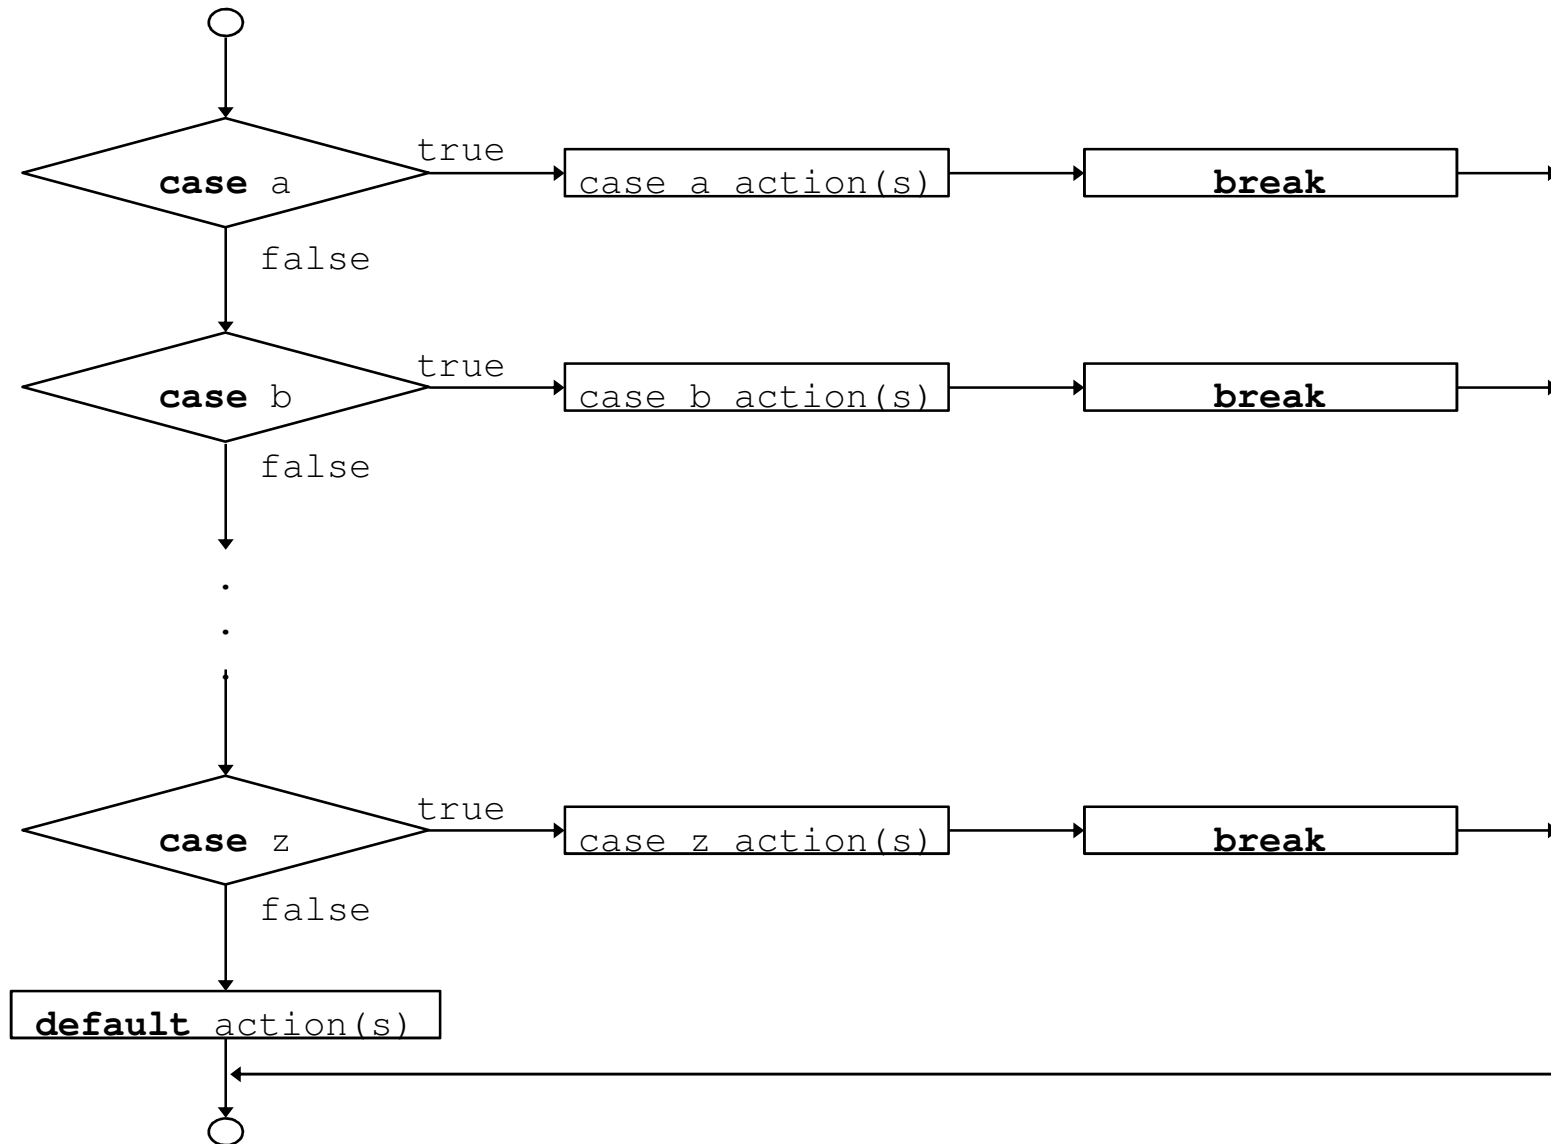 true
case a
case a action(s)
break
false
true
case b
case b action(s)
break
false
.
.
.
true
case z
case z action(s)
break
false
default action(s)